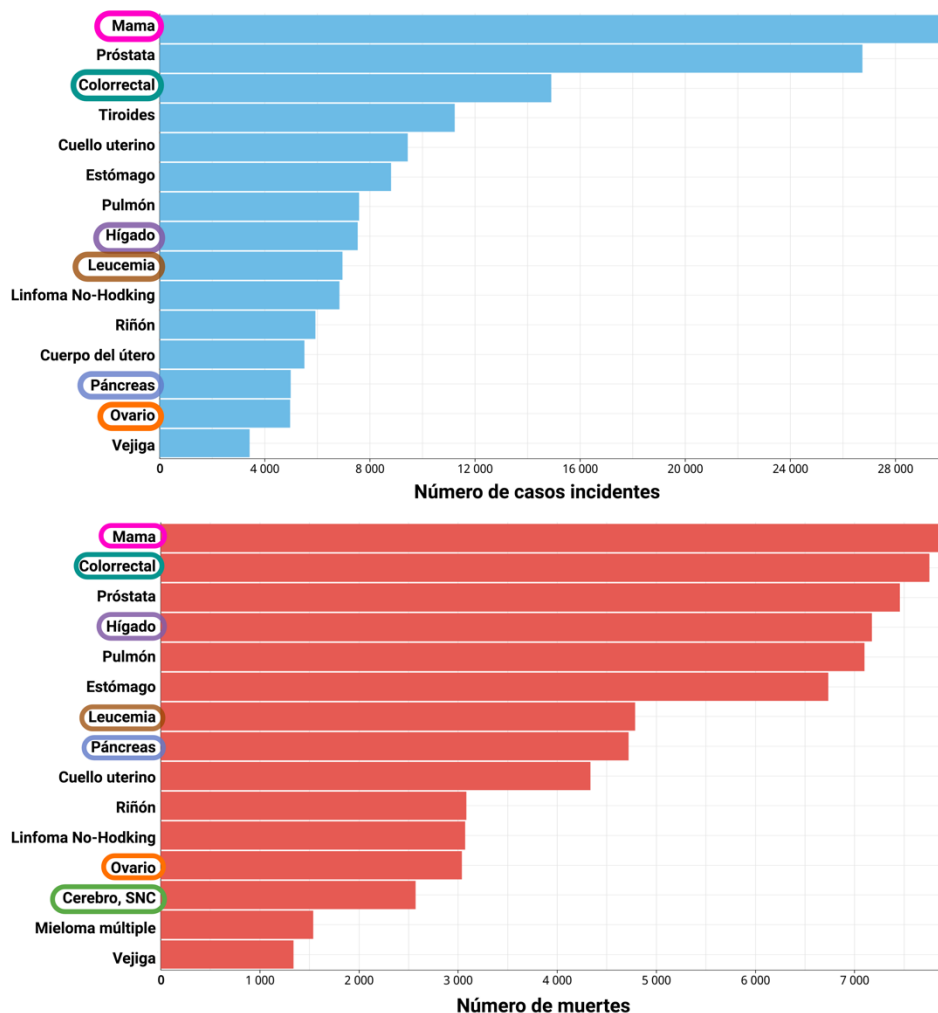 Mama
Próstata
Colorrectal
Tiroides
Cuello uterino
Estómago
Pulmón
Hígado
Leucemia
Linfoma No-Hodking
Riñón
Cuerpo del útero
Páncreas
Ovario
Vejiga
0 4 000 8 000 12 000 16 000 20 000 24 000 28 000
Número de casos incidentes
Mama
Colorrectal
Próstata
Hígado
Pulmón
Estómago
Leucemia
Páncreas
Cuello uterino
Riñón
Linfoma No-Hodking
Ovario
Cerebro, SNC
Mieloma múltiple
Vejiga
0 1 000 2 000 3 000 4 000 5 000 6 000 7 000
Número de muertes